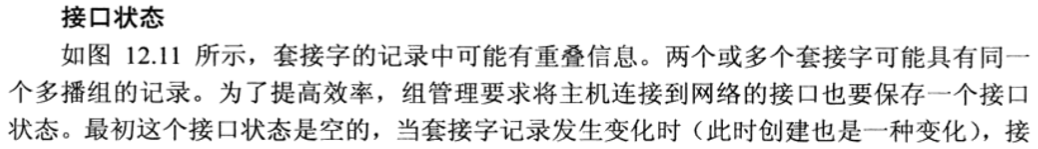 接口状态
如图 12.11 所示，套接字的记录中可能有重叠信息。两个或多个套接字可能具有同一
个多播组的记录。为了提高效率，组管理要求将主机连接到网络的接口也要保存一个接口
状态。最初这个接口状态是空的，当套接字记录发生变化时（此时创建也是一种变化），接